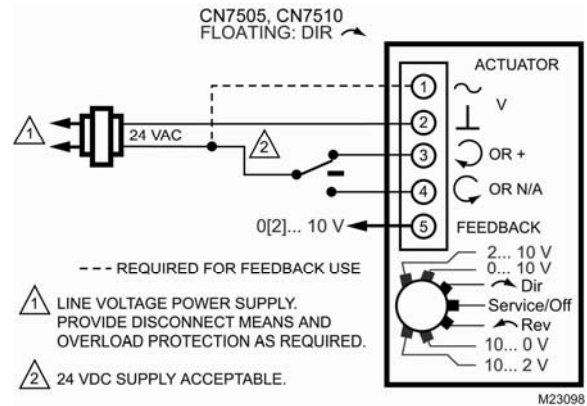 CN7505, CN7510
FLOATING: DIR
ACTUATOR
1
V
2
24 VAC
1
2
3
OR +
4
OR N/A
0[2]... 10 V
5
FEEDBACK
--- REQUIRED FOR FEEDBACK USE
1 LINE VOLTAGE POWER SUPPLY.
PROVIDE DISCONNECT MEANS AND
OVERLOAD PROTECTION AS REQUIRED.
2 24 VDC SUPPLY ACCEPTABLE.
2... 10 V
0... 10 V
Dir
Service/Off
Rev
10... 0 V
10... 2 V
M23098